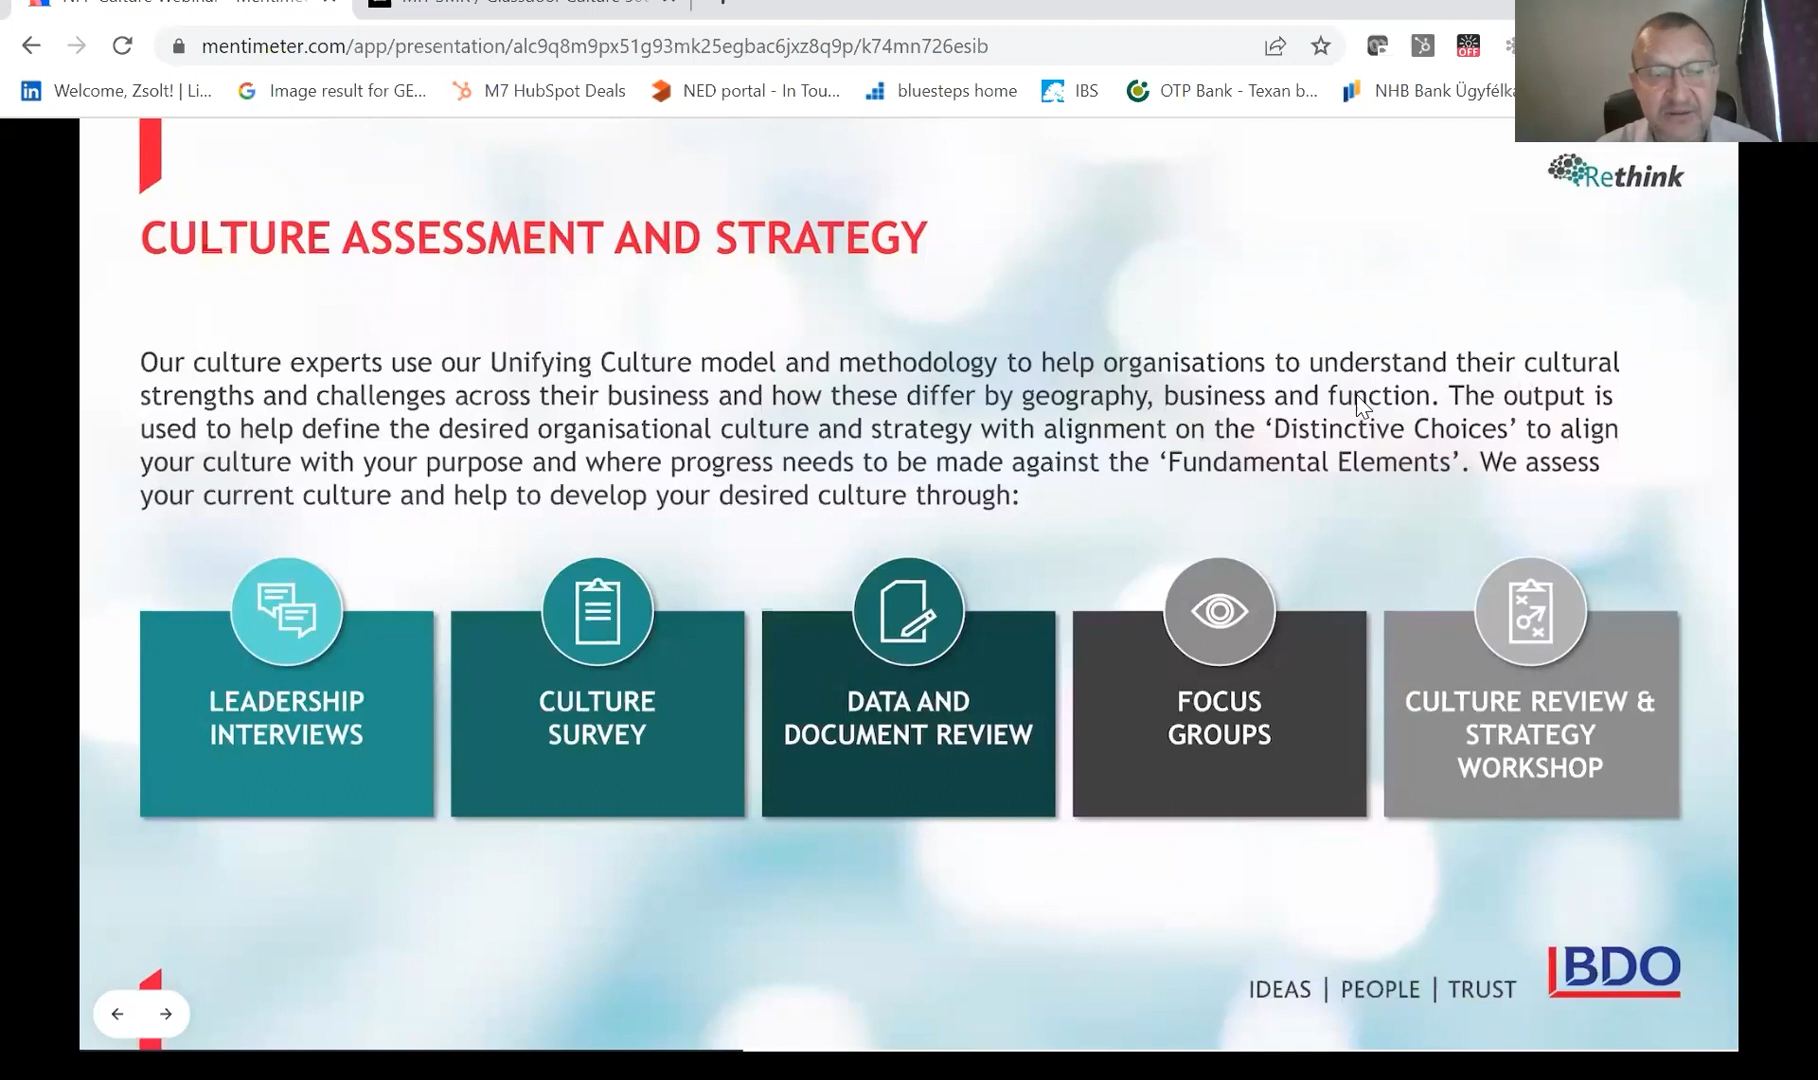 mentimeter.com/app/presentation/alc9q8m9px51g93mk25egbac6jxz8q9p/k74mn726esib
OFF
Welcome, Zsolt! | Li...
Image result for GE...
M7 HubSpot Deals
NED portal - In Tou...
bluesteps home
IBS
OTP Bank - Texan b...
NHB Bank Ügyfélka
Rethink
CULTURE ASSESSMENT AND STRATEGY
Our culture experts use our Unifying Culture model and methodology to help organisations to understand their cultural
strengths and challenges across their business and how these differ by geography, business and function. The output is
used to help define the desired organisational culture and strategy with alignment on the ‘Distinctive Choices’ to align
your culture with your purpose and where progress needs to be made against the ‘Fundamental Elements’. We assess
your current culture and help to develop your desired culture through:
LEADERSHIP
INTERVIEWS
CULTURE
SURVEY
DATA AND
DOCUMENT REVIEW
FOCUS
GROUPS
CULTURE REVIEW &
STRATEGY
WORKSHOP
IDEAS | PEOPLE | TRUST
BDO